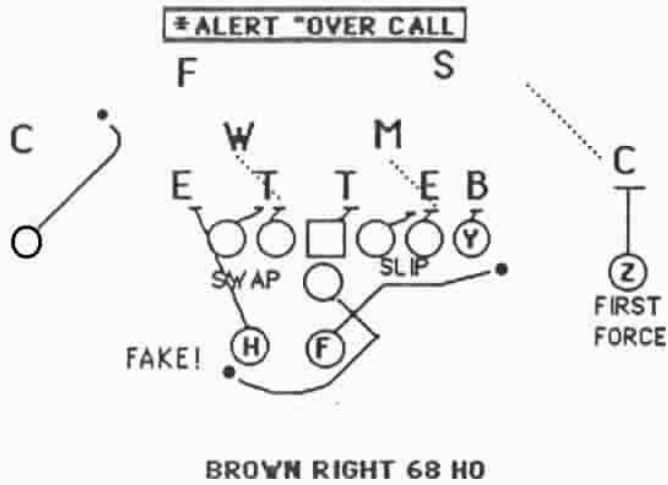 *ALERT "OVER CALL
F S
C W M C
E T T E B
Y
SWAP SLIP
Z
FIRST
FORCE
H F
FAKE!
BROWN RIGHT 68 HO